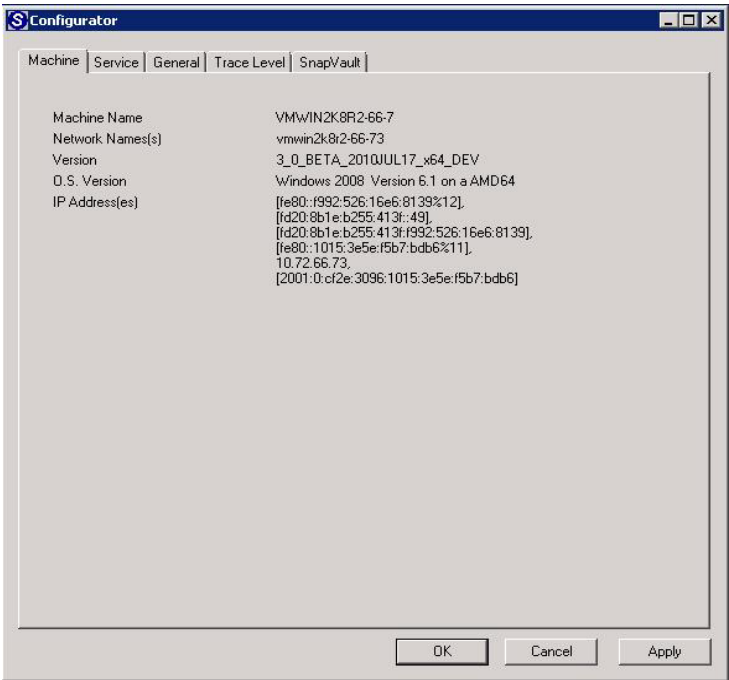 S Configurator
Machine Service General Trace Level SnapVault
Machine Name VMWIN2K8R2-66-7
Network Names(s) vmwin2k8r2-66-73
Version 3_0_BETA_2010JUL17_x64_DEV
O.S. Version Windows 2008 Version 6.1 on a AMD64
IP Address(es) [fe80::f992:526:16e6:8139%12],
[fd20:8b1e:b255:413f::49],
[fd20:8b1e:b255:413f:f992:526:16e6:8139],
[fe80::1015:3e5e:f5b7:bdb6%11],
10.72.66.73,
[2001:0:cf2e:3096:1015:3e5e:f5b7:bdb6]
OK Cancel Apply